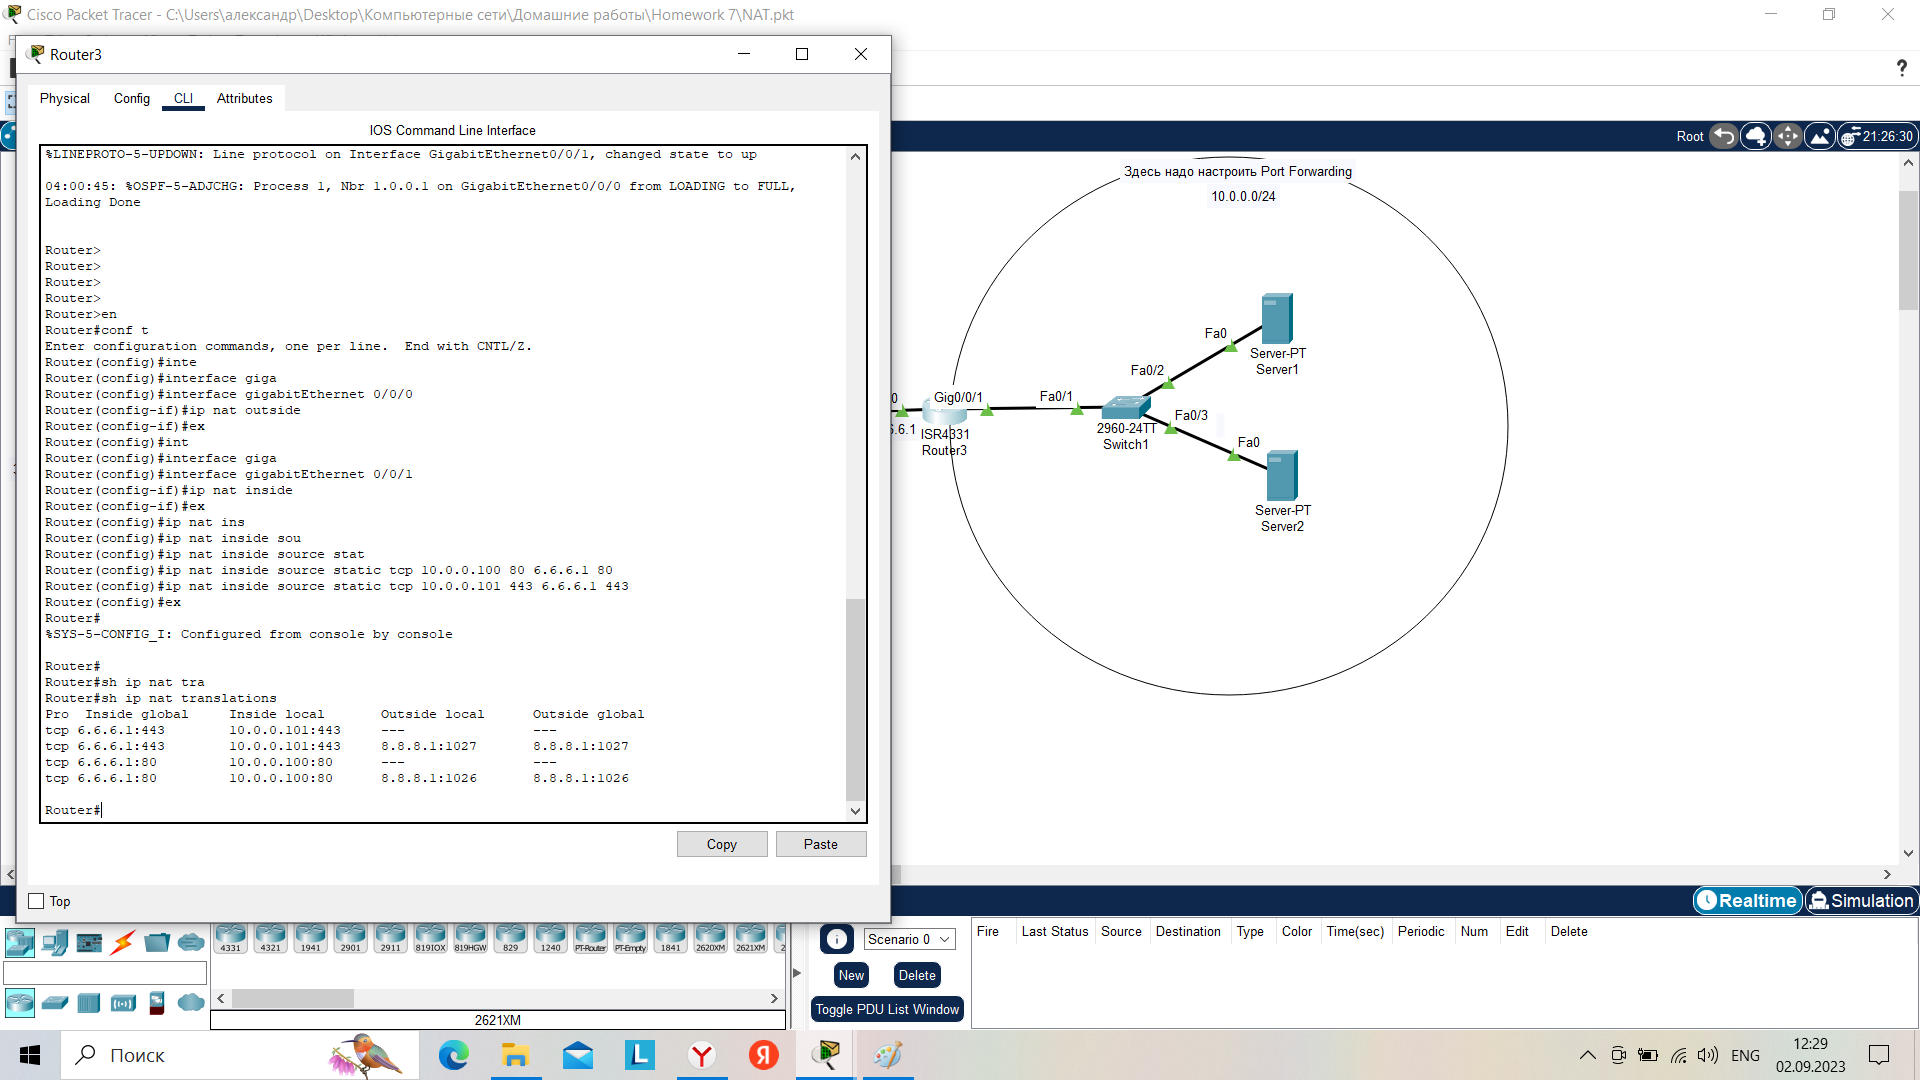 Cisco Packet Tracer - C:\Users\александр\Desktop\Компьютерные сети\Домашние работы\Homework 7\NAT.pkt
Router3
Physical Config CLI Attributes
IOS Command Line Interface
%LINEPROTO-5-UPDOWN: Line protocol on Interface GigabitEthernet0/0/1, changed state to up
04:00:45: %OSPF-5-ADJCHG: Process 1, Nbr 1.0.0.1 on GigabitEthernet0/0/0 from LOADING to FULL,
Loading Done
Router>
Router>
Router>
Router>
Router>en
Router#conf t
Enter configuration commands, one per line.  End with CNTL/Z.
Router(config)#inte
Router(config)#interface giga
Router(config)#interface gigabitEthernet 0/0/0
Router(config-if)#ip nat outside
Router(config-if)#ex
Router(config)#int
Router(config)#interface giga
Router(config)#interface gigabitEthernet 0/0/1
Router(config-if)#ip nat inside
Router(config-if)#ex
Router(config)#ip nat ins
Router(config)#ip nat inside sou
Router(config)#ip nat inside source stat
Router(config)#ip nat inside source static tcp 10.0.0.100 80 6.6.6.1 80
Router(config)#ip nat inside source static tcp 10.0.0.101 443 6.6.6.1 443
Router(config)#ex
Router#
%SYS-5-CONFIG_I: Configured from console by console
Router#
Router#sh ip nat tra
Router#sh ip nat translations
Pro  Inside global     Inside local       Outside local      Outside global
tcp 6.6.6.1:443        10.0.0.101:443     ---                ---
tcp 6.6.6.1:443        10.0.0.101:443     8.8.8.1:1027       8.8.8.1:1027
tcp 6.6.6.1:80         10.0.0.100:80      ---                ---
tcp 6.6.6.1:80         10.0.0.100:80      8.8.8.1:1026       8.8.8.1:1026
Router#
Copy Paste
Top
?
Root 21:26:30
Здесь надо настроить Port Forwarding
10.0.0.0/24
Fa0
Server-PT
Server1
Fa0/2
0 Gig0/0/1 Fa0/1
Fa0/3
.6.1 ISR4331
Router3
2960-24TT
Switch1
Fa0
Server-PT
Server2
Realtime Simulation
4331 4321 1941 2901 2911 819IOX 819HGW 829 1240 PT-Router PT-Empty 1841 2620XM 2621XM 2
2621XM
Scenario 0
New Delete
Toggle PDU List Window
Fire Last Status Source Destination Type Color Time(sec) Periodic Num Edit Delete
Поиск
ENG
12:29
02.09.2023